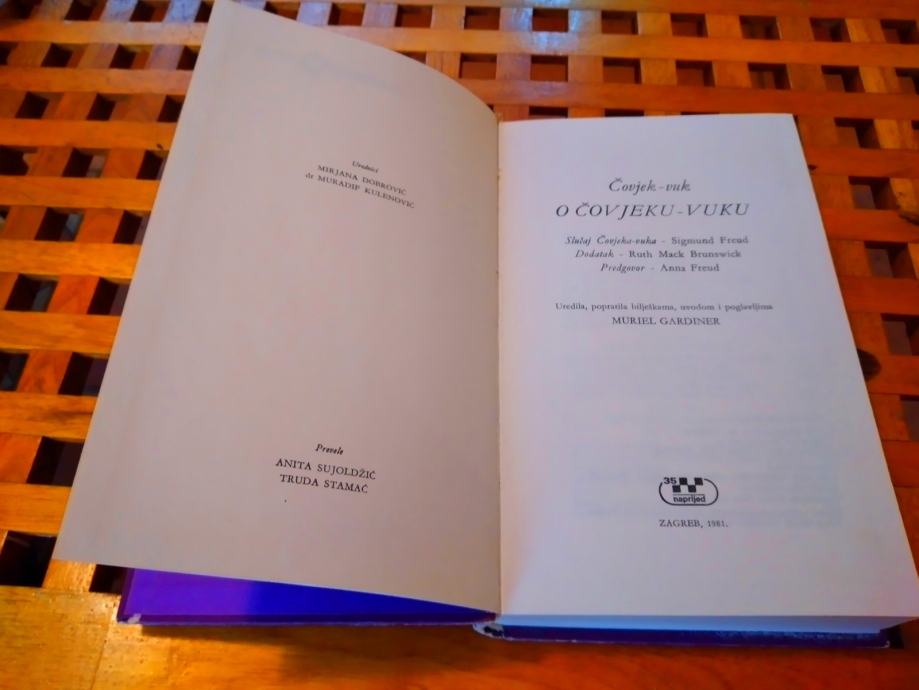 Urednici
MIRJANA DOBROVIĆ
dr MURADIF KULENOVIĆ
Prevele
ANITA SUJOLDŽIĆ
TRUDA STAMAĆ
Čovjek-vuk
O ČOVJEKU-VUKU
Slučaj Čovjeka-vuka - Sigmund Freud
Dodatak - Ruth Mack Brunswick
Predgovor - Anna Freud
Uredila, popratila bilješkama, uvodom i poglavljima
MURIEL GARDINER
35
naprijed
ZAGREB, 1981.